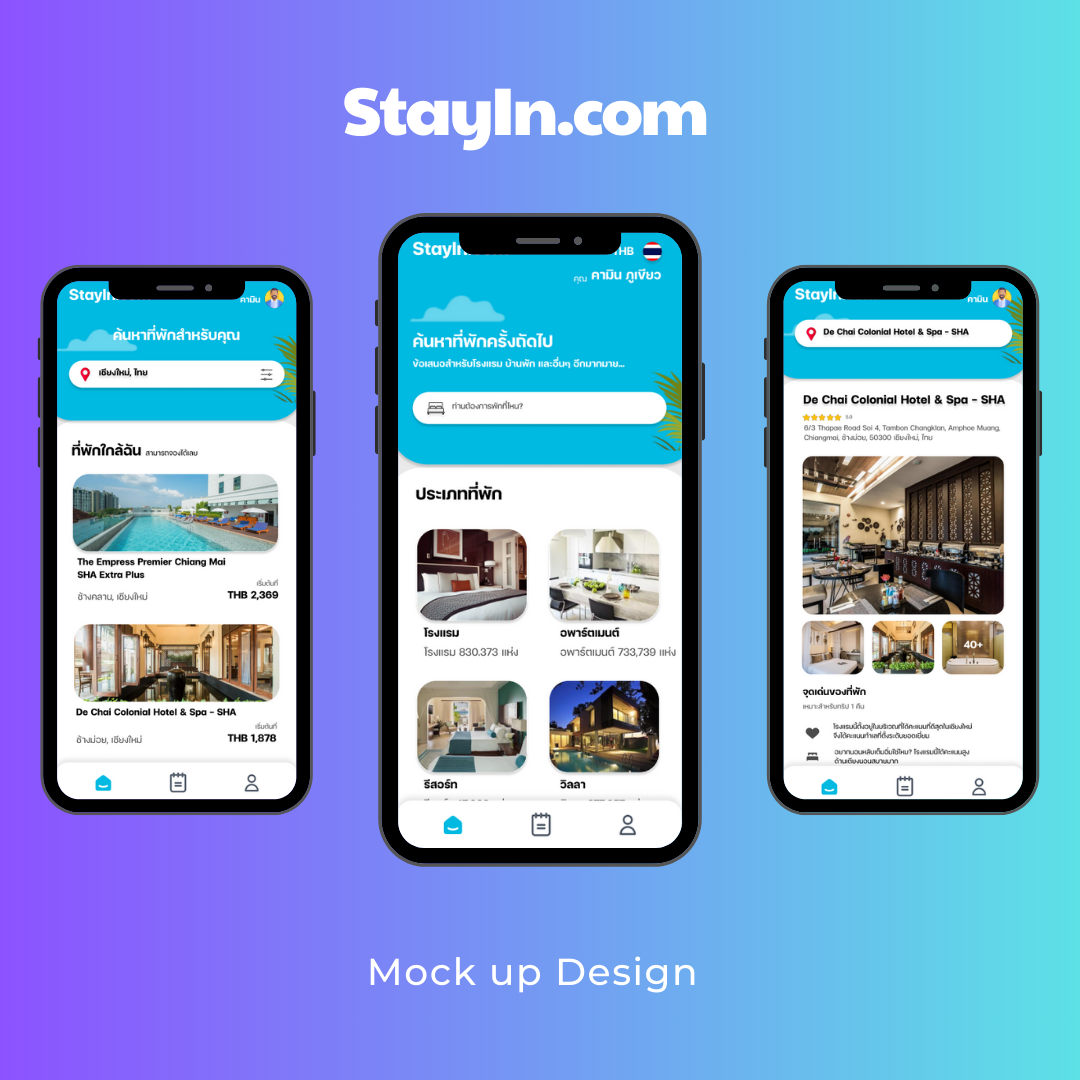 StayIn.com
StayIn
คามิน
ค้นหาที่พักสำหรับคุณ
เชียงใหม่, ไทย
ที่พักใกล้ฉัน สามารถจองได้เลย
The Empress Premier Chiang Mai
SHA Extra Plus
เริ่มต้นที่
ช้างคลาน, เชียงใหม่
THB 2,369
De Chai Colonial Hotel & Spa - SHA
เริ่มต้นที่
ช้างม่อย, เชียงใหม่
THB 1,878
StayIn
THB
คุณ คามิน ภูเขียว
ค้นหาที่พักครั้งถัดไป
ข้อเสนอสำหรับโรงแรม บ้านพัก และอื่นๆ อีกมากมาย...
ท่านต้องการพักที่ไหน?
ประเภทที่พัก
โรงแรม
โรงแรม 830.373 แห่ง
อพาร์ตเมนต์
อพาร์ตเมนต์ 733,739 แห่ง
รีสอร์ท
วิลลา
StayIn
คามิน
De Chai Colonial Hotel & Spa - SHA
De Chai Colonial Hotel & Spa - SHA
6/3 Thapae Road Soi 4, Tambon Changklan, Amphoe Muang,
Chiangmai, ช้างม่อย, 50300 เชียงใหม่, ไทย
40+
จุดเด่นของที่พัก
เหมาะสำหรับทริป 1 คืน
โรงแรมนี้ตั้งอยู่ในบริเวณที่ได้คะแนนที่ดีสุดในเชียงใหม่
จึงได้คะแนนทำเลที่ตั้งระดับยอดเยี่ยม
อยากนอนหลับเต็มอิ่มใช่ไหม? โรงแรมนี้ได้คะแนนสูง
ด้านเตียงนอนสบายมาก
Mock up Design